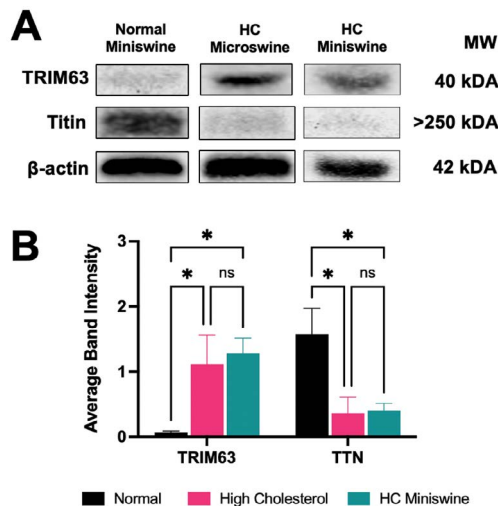 A
Normal Miniswine
HC Microswine
HC Miniswine
MW
TRIM63
40 kDA
Titin
>250 kDA
β-actin
42 kDA
B
Average Band Intensity
3
2
1
0
*
*
ns
*
*
ns
TRIM63
TTN
Normal
High Cholesterol
HC Miniswine